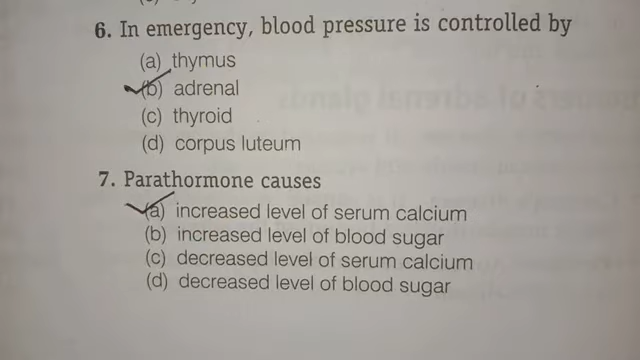 6. In emergency, blood pressure is controlled by
(a) thymus
(b) adrenal
(c) thyroid
(d) corpus luteum
7. Parathormone causes
(a) increased level of serum calcium
(b) increased level of blood sugar
(c) decreased level of serum calcium
(d) decreased level of blood sugar